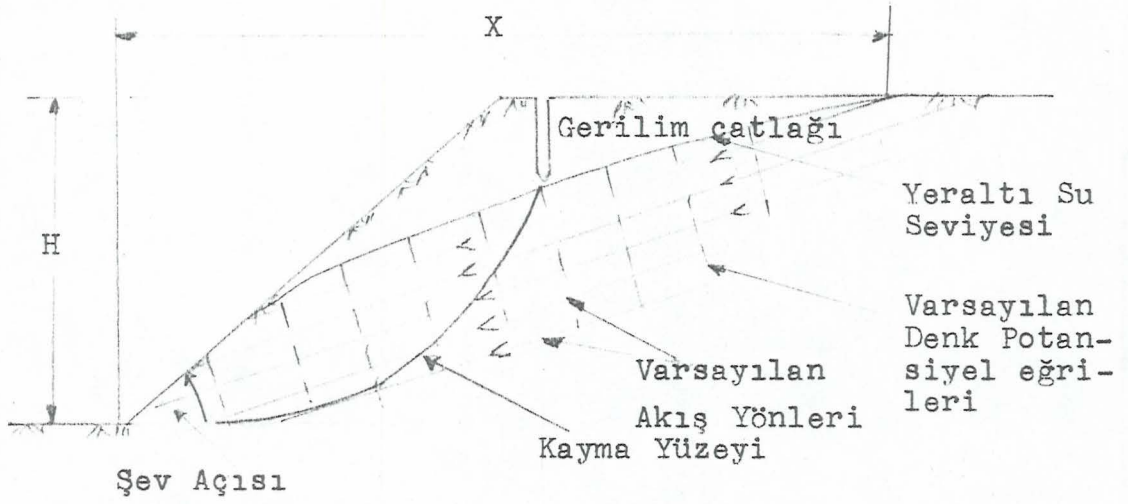 X
Gerilim çatlağı
Yeraltı Su
Seviyesi
H
Varsayılan
Denk Potan-
siyel eğri-
leri
Varsayılan
Akış Yönleri
Kayma Yüzeyi
Şev Açısı